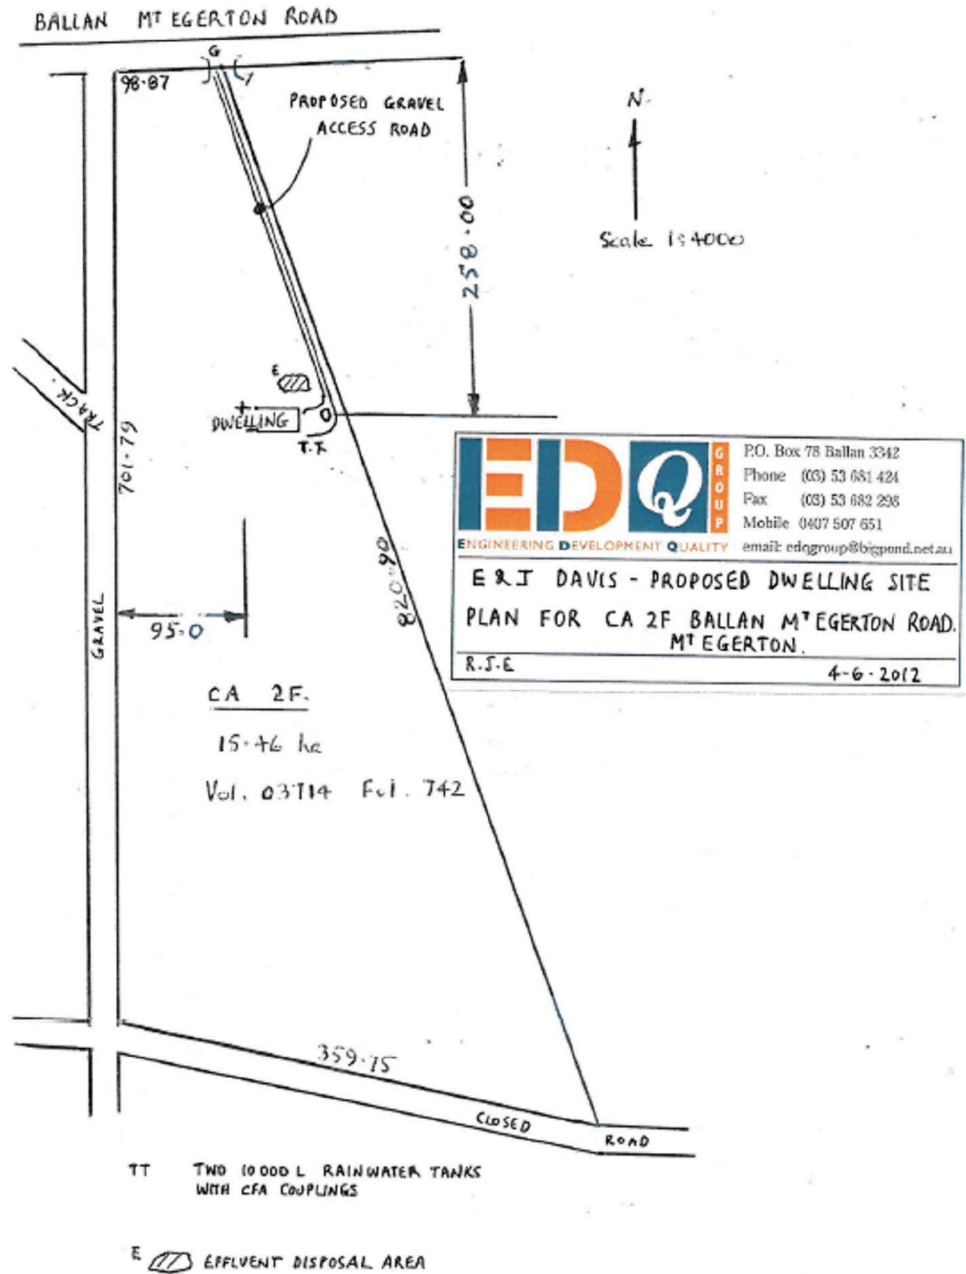 BALLAN MT EGERTON ROAD
G
98·87
PROPOSED GRAVEL
ACCESS ROAD
N
258·00
Scale 1:4000
TRACK
701·79
E
DWELLING
T.T
820·90
GRAVEL
95·0
EDQ GROUP
ENGINEERING DEVELOPMENT QUALITY
P.O. Box 78 Ballan 3342
Phone (03) 53 681 424
Fax (03) 53 682 298
Mobile 0407 507 651
email: edqgroup@bigpond.net.au
E & J DAVIS - PROPOSED DWELLING SITE
PLAN FOR CA 2F BALLAN MT EGERTON ROAD.
MT EGERTON.
R.J.E 4-6-2012
CA 2F.
15·46 ha
Vol. 03714 Fol. 742
359·75
CLOSED ROAD
TT TWO 10 000 L RAINWATER TANKS
WITH CFA COUPLINGS
E EFFLUENT DISPOSAL AREA